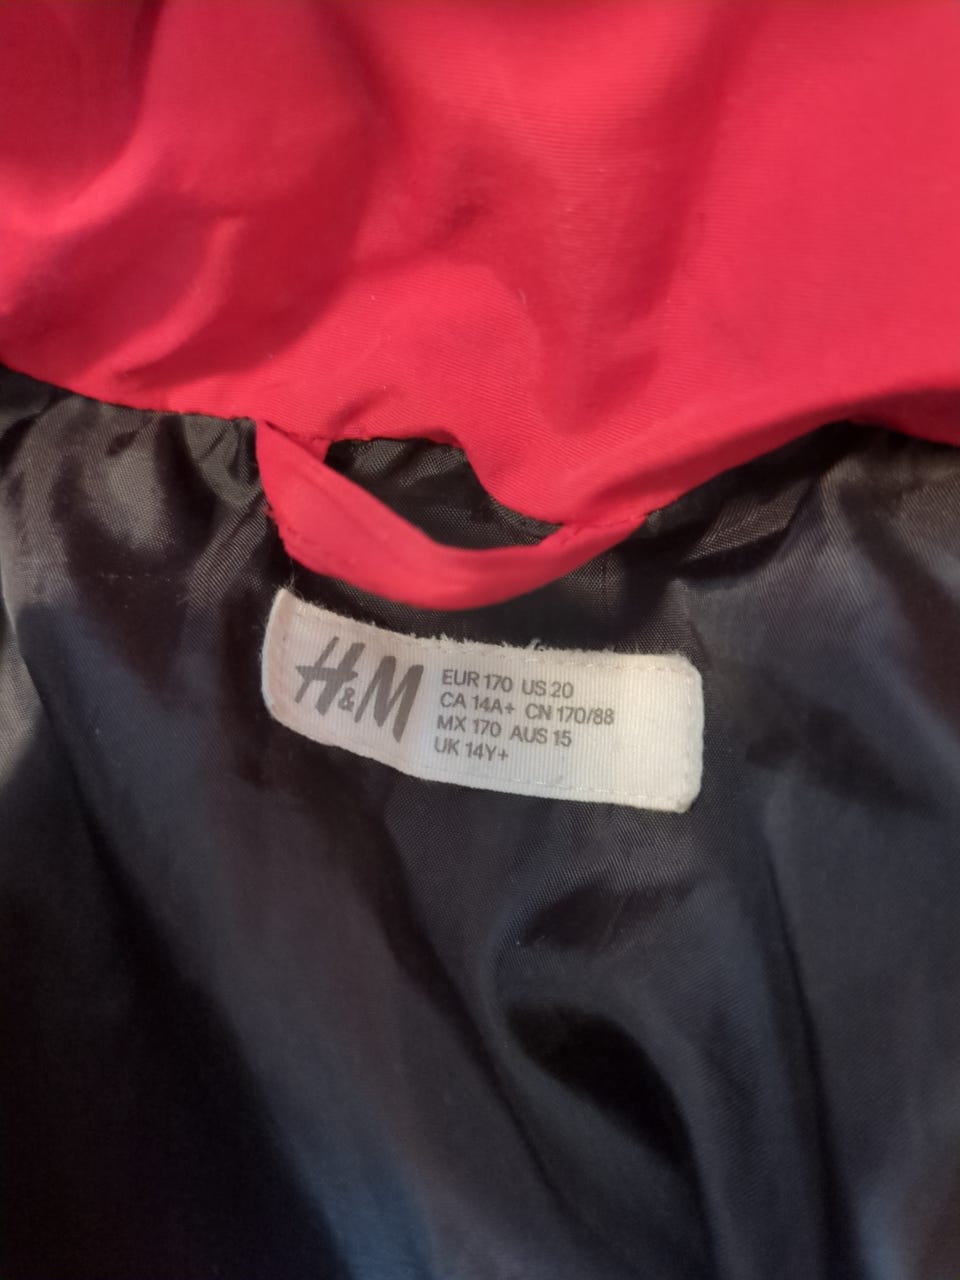 H&M
EUR 170 US 20
CA 14A+ CN 170/88
MX 170 AUS 15
UK 14Y+